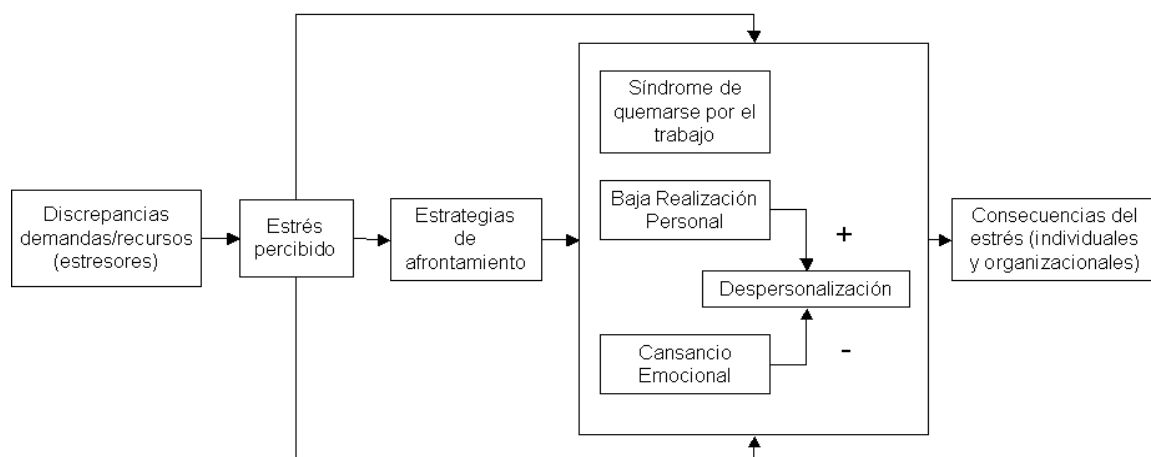 Discrepancias
demandas/recursos
(estresores)
Estrés
percibido
Estrategias
de
afrontamiento
Síndrome de
quemarse por el
trabajo
Baja Realización
Personal
+
Despersonalización
-
Cansancio
Emocional
Consecuencias del
estrés (individuales
y organizacionales)